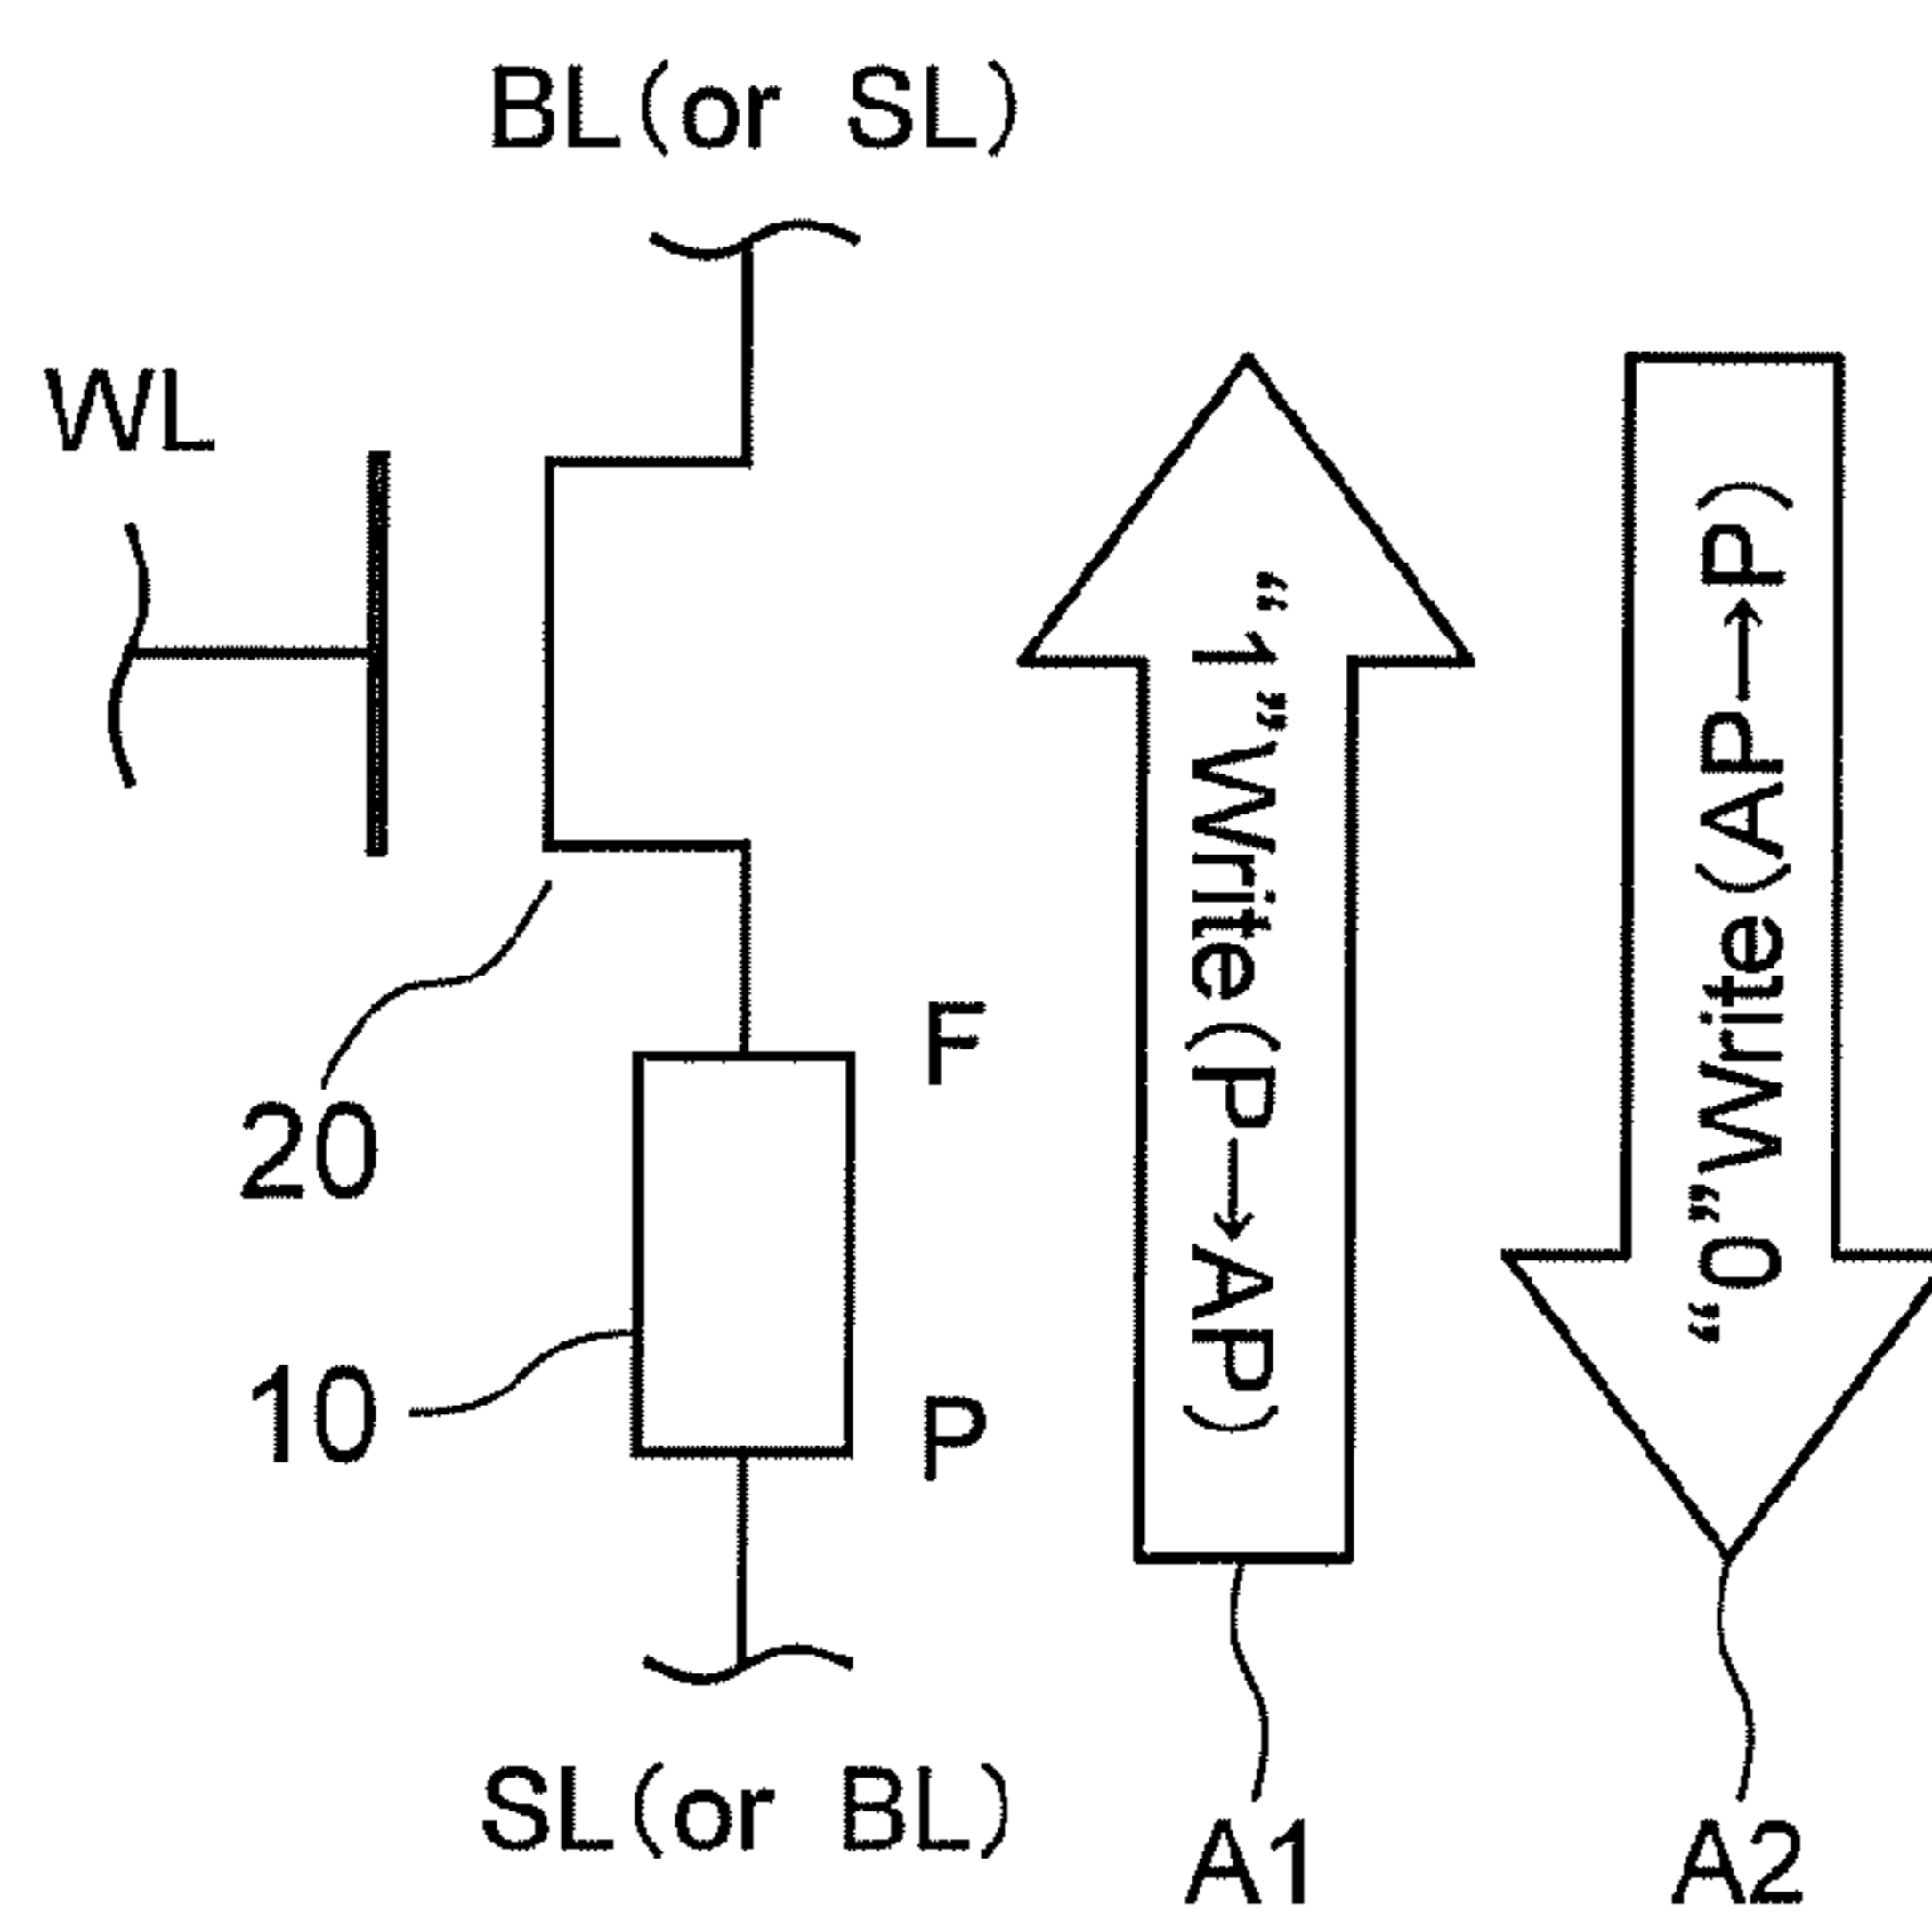 BL(or SL)
WL
“1”Write(P→AP)
“0”Write(AP→P)
20
F
10
P
SL(or BL)
A1
A2